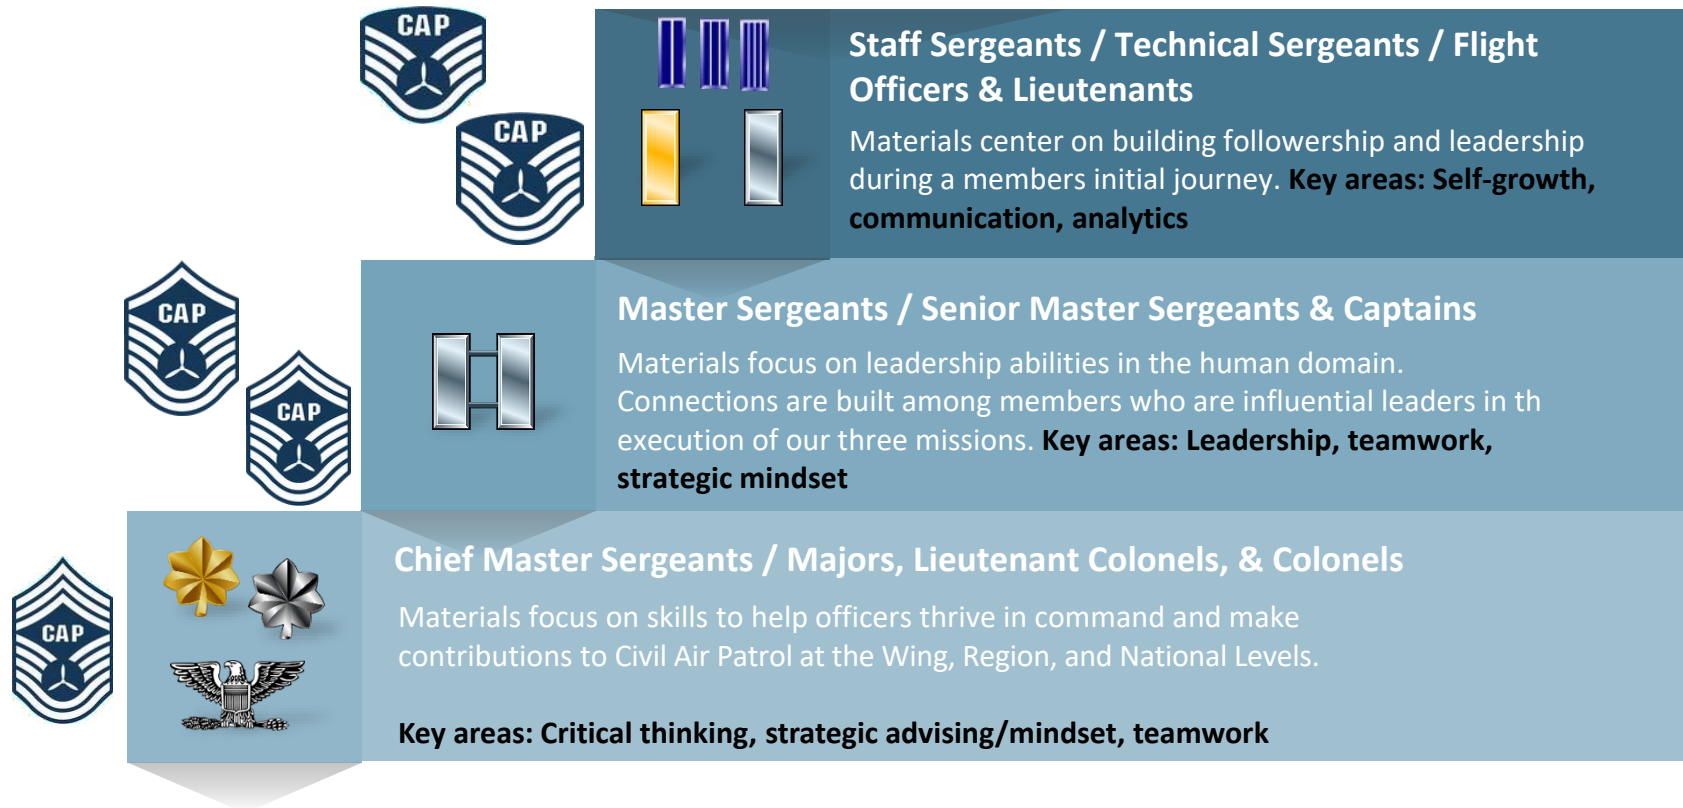 CAP
CAP
Staff Sergeants / Technical Sergeants / Flight
Officers & Lieutenants
Materials center on building followership and leadership
during a members initial journey. Key areas: Self-growth,
communication, analytics
CAP
CAP
Master Sergeants / Senior Master Sergeants & Captains
Materials focus on leadership abilities in the human domain.
Connections are built among members who are influential leaders in th
execution of our three missions. Key areas: Leadership, teamwork,
strategic mindset
CAP
Chief Master Sergeants / Majors, Lieutenant Colonels, & Colonels
Materials focus on skills to help officers thrive in command and make
contributions to Civil Air Patrol at the Wing, Region, and National Levels.
Key areas: Critical thinking, strategic advising/mindset, teamwork